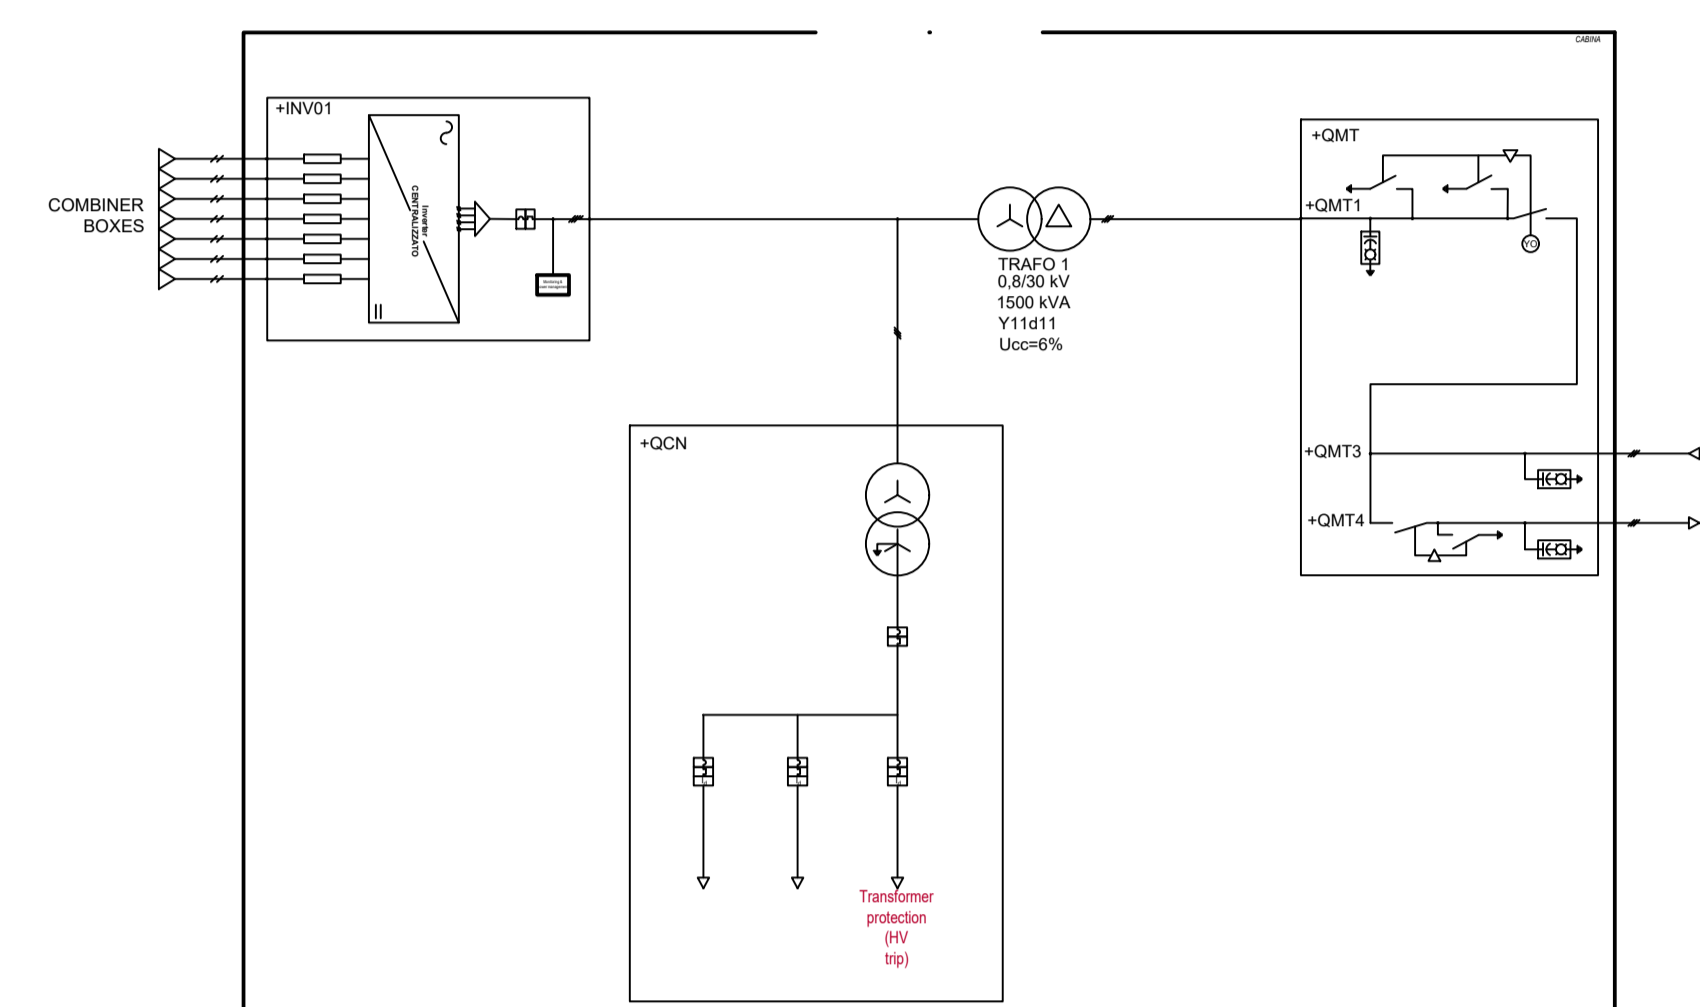 CABINA
+INV01
COMBINER
BOXES
Inverter
CENTRALIZZATO
+QMT
+QMT1
YO
TRAFO 1
0,8/30 kV
1500 kVA
Y11d11
Ucc=6%
+QCN
+QMT3
+QMT4
Transformer
protection
(HV
trip)